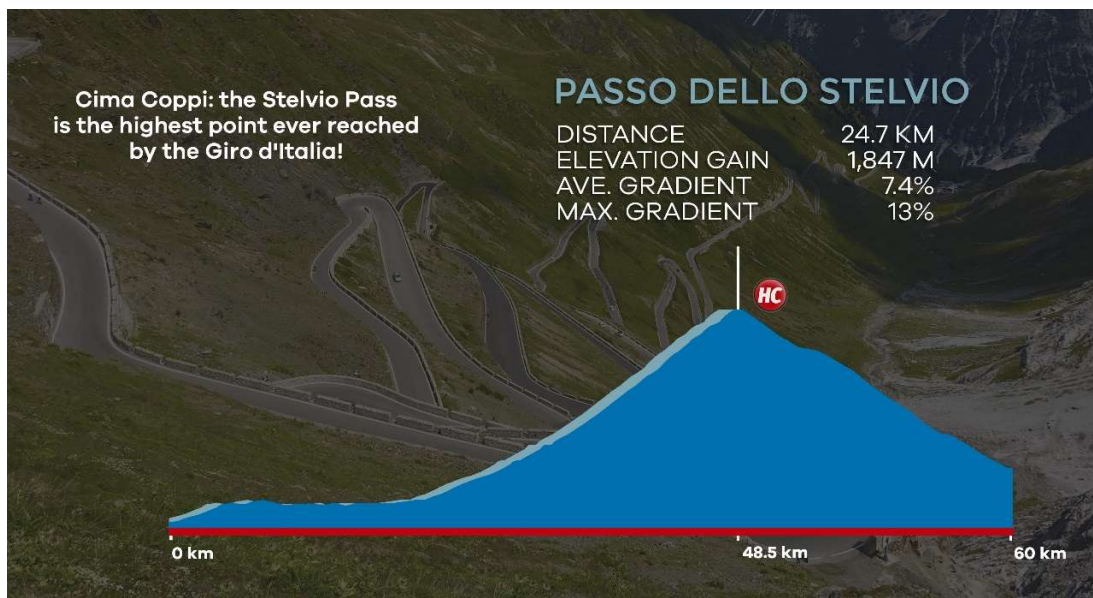 Cima Coppi: the Stelvio Pass
is the highest point ever reached
by the Giro d'Italia!
PASSO DELLO STELVIO
DISTANCE 24.7 KM
ELEVATION GAIN 1,847 M
AVE. GRADIENT 7.4%
MAX. GRADIENT 13%
HC
0 km 48.5 km 60 km